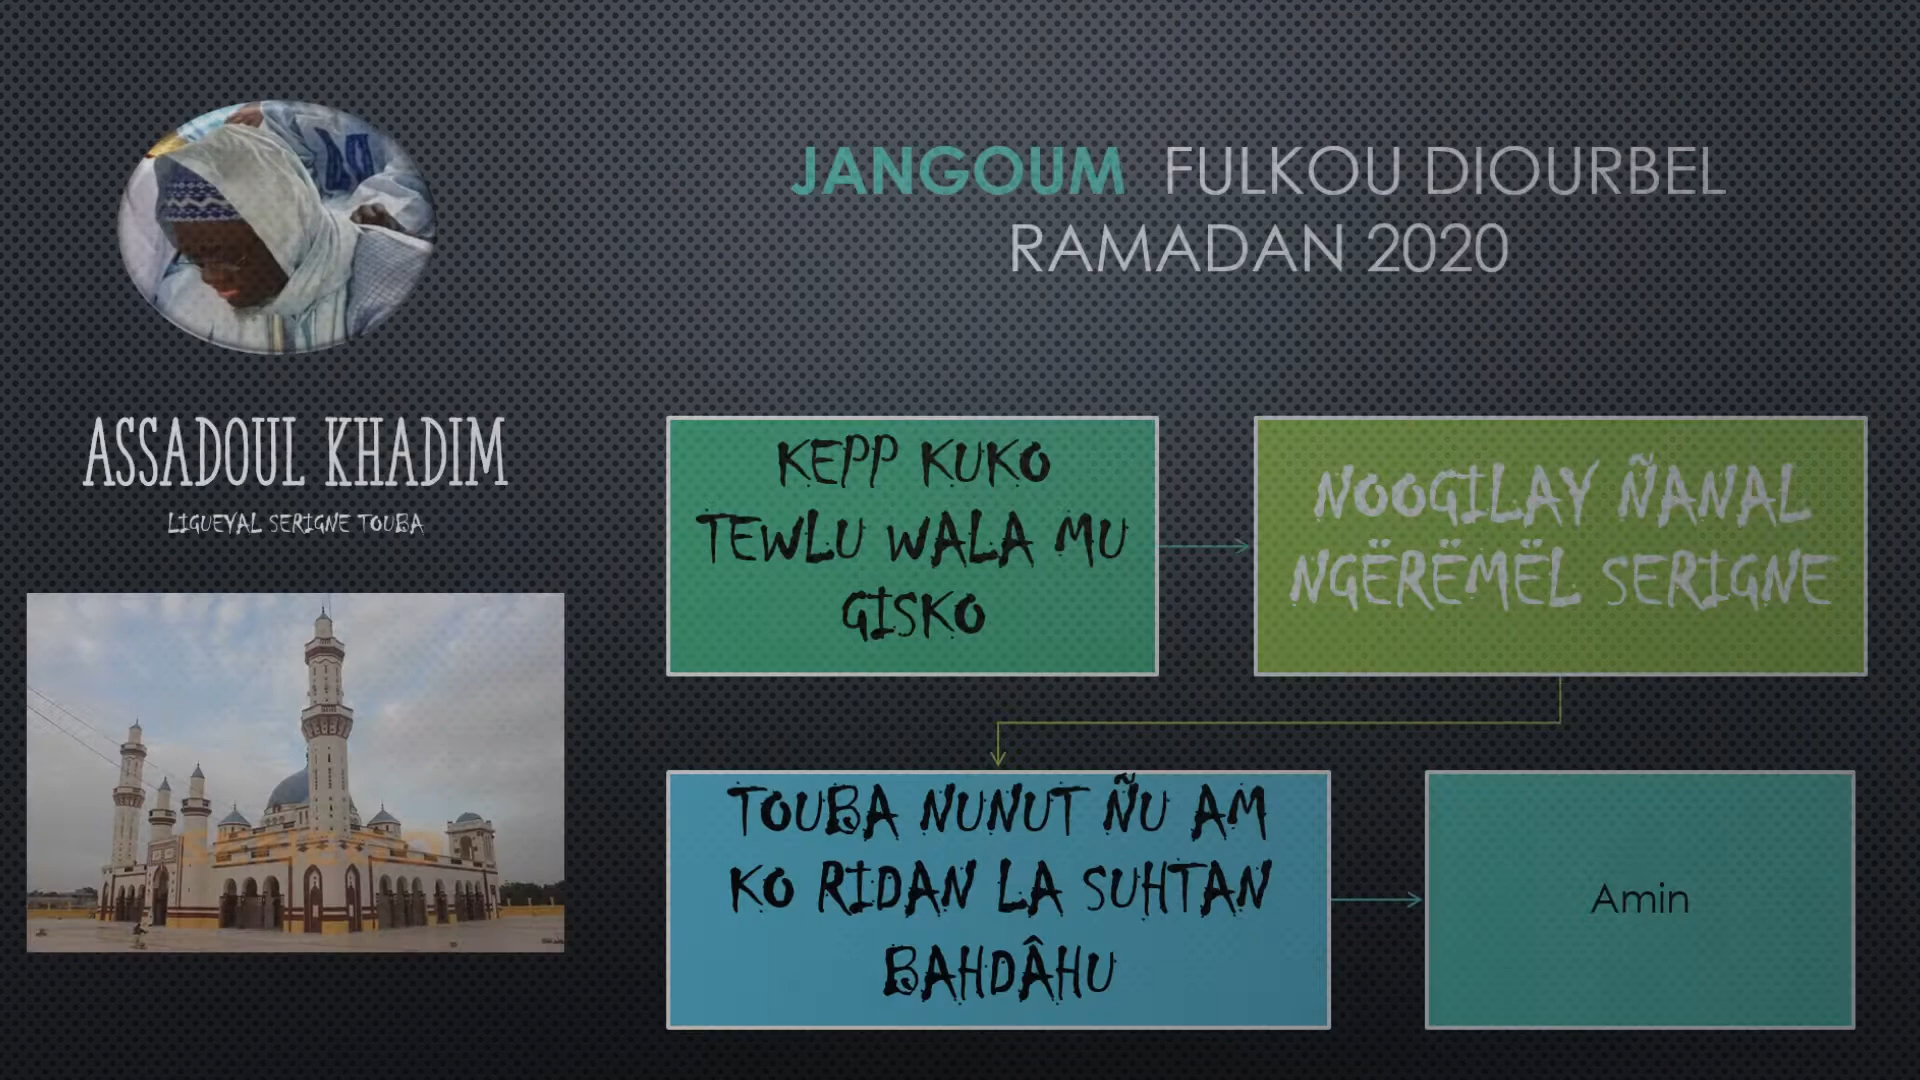 JANGOUM FULKOU DIOURBEL
RAMADAN 2020
ASSADOUL KHADIM
LIGUEYAL SERIGNE TOUBA
KEPP KUKO
TEWLU WALA MU
GISKO
NOOGILAY ÑANAL
NGËRËMËL SERIGNE
TOUBA NUNUT ÑU AM
KO RIDAN LA SUHTAN
BAHDÂHU
Amin